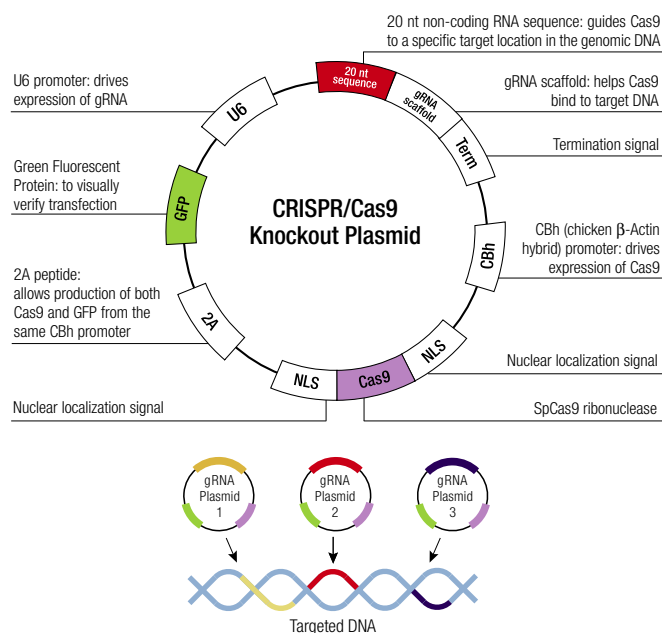 20 nt non-coding RNA sequence: guides Cas9
to a specific target location in the genomic DNA
U6 promoter: drives
expression of gRNA
gRNA scaffold: helps Cas9
bind to target DNA
Termination signal
Green Fluorescent
Protein: to visually
verify transfection
CBh (chicken β-Actin
hybrid) promoter: drives
expression of Cas9
2A peptide:
allows production of both
Cas9 and GFP from the
same CBh promoter
Nuclear localization signal
Nuclear localization signal
SpCas9 ribonuclease
20 nt
sequence
gRNA
scaffold
Term
CBh
NLS
Cas9
NLS
2A
GFP
U6
CRISPR/Cas9
Knockout Plasmid
gRNA
Plasmid
1
gRNA
Plasmid
2
gRNA
Plasmid
3
Targeted DNA